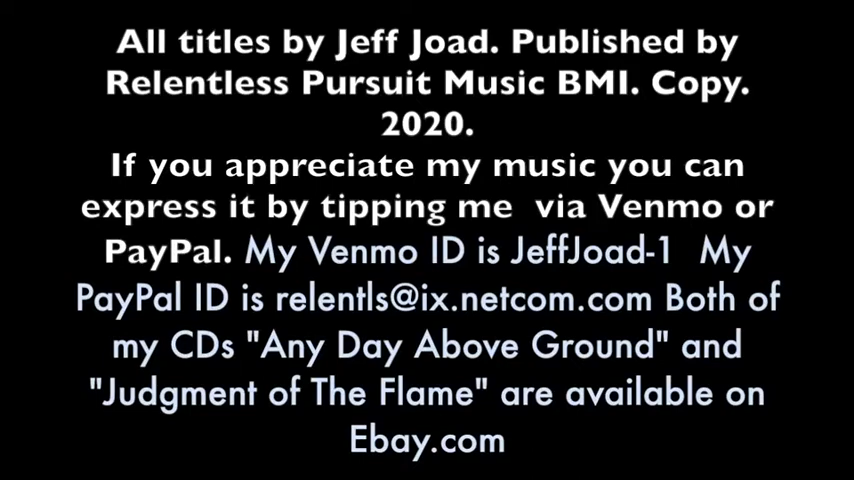 All titles by Jeff Joad. Published by
Relentless Pursuit Music BMI. Copy.
2020.
If you appreciate my music you can
express it by tipping me  via Venmo or
PayPal. My Venmo ID is JeffJoad-1  My
PayPal ID is relentls@ix.netcom.com Both of
my CDs "Any Day Above Ground" and
"Judgment of The Flame" are available on
Ebay.com